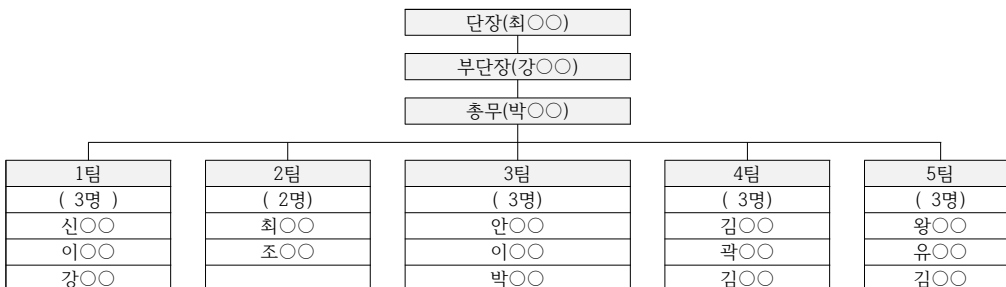 단장(최○○)
부단장(강○○)
총무(박○○)
1팀 2팀 3팀 4팀 5팀
( 3명 ) ( 2명) ( 3명) ( 3명) ( 3명)
신○○ 최○○ 안○○ 김○○ 왕○○
이○○ 조○○ 이○○ 곽○○ 유○○
강○○ 박○○ 김○○ 김○○